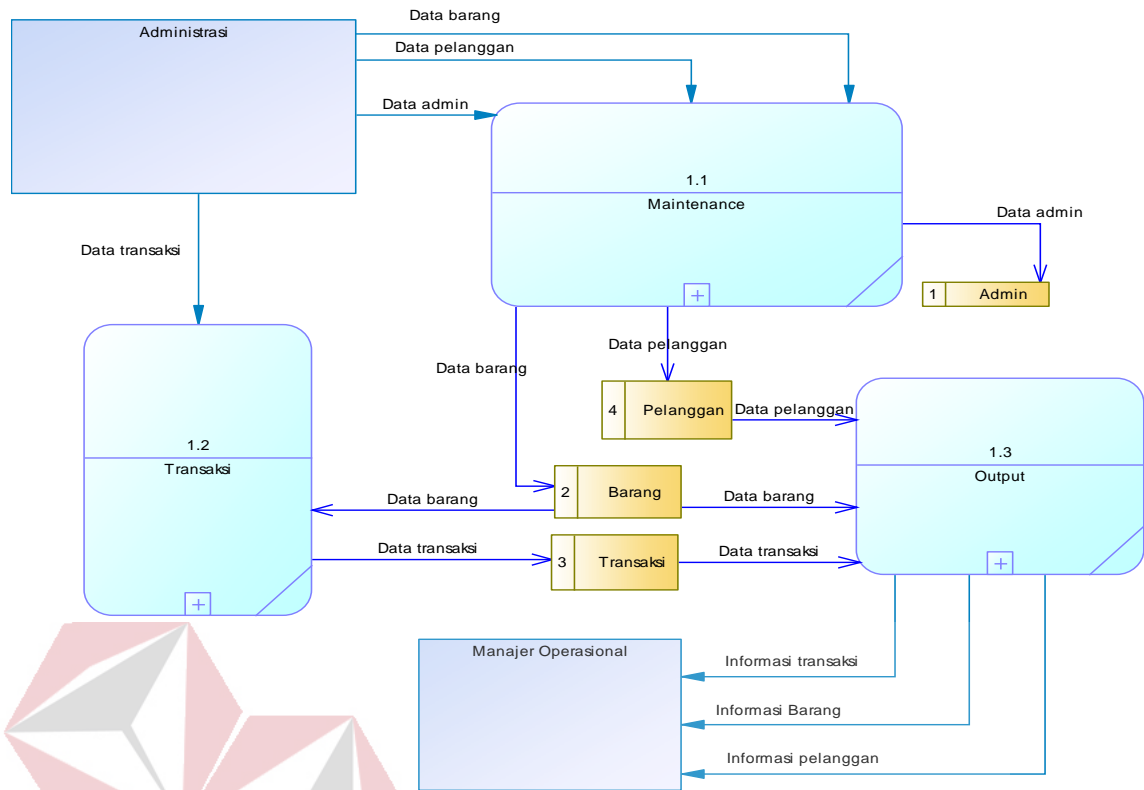 Data barang
Administrasi
Data pelanggan
Data admin
1.1
Maintenance
Data admin
Data transaksi
1 Admin
Data pelanggan
Data barang
4 Pelanggan
Data pelanggan
1.2
Transaksi
1.3
Output
2 Barang
Data barang
Data barang
Data transaksi
3 Transaksi
Data transaksi
Manajer Operasional
Informasi transaksi
Informasi Barang
Informasi pelanggan